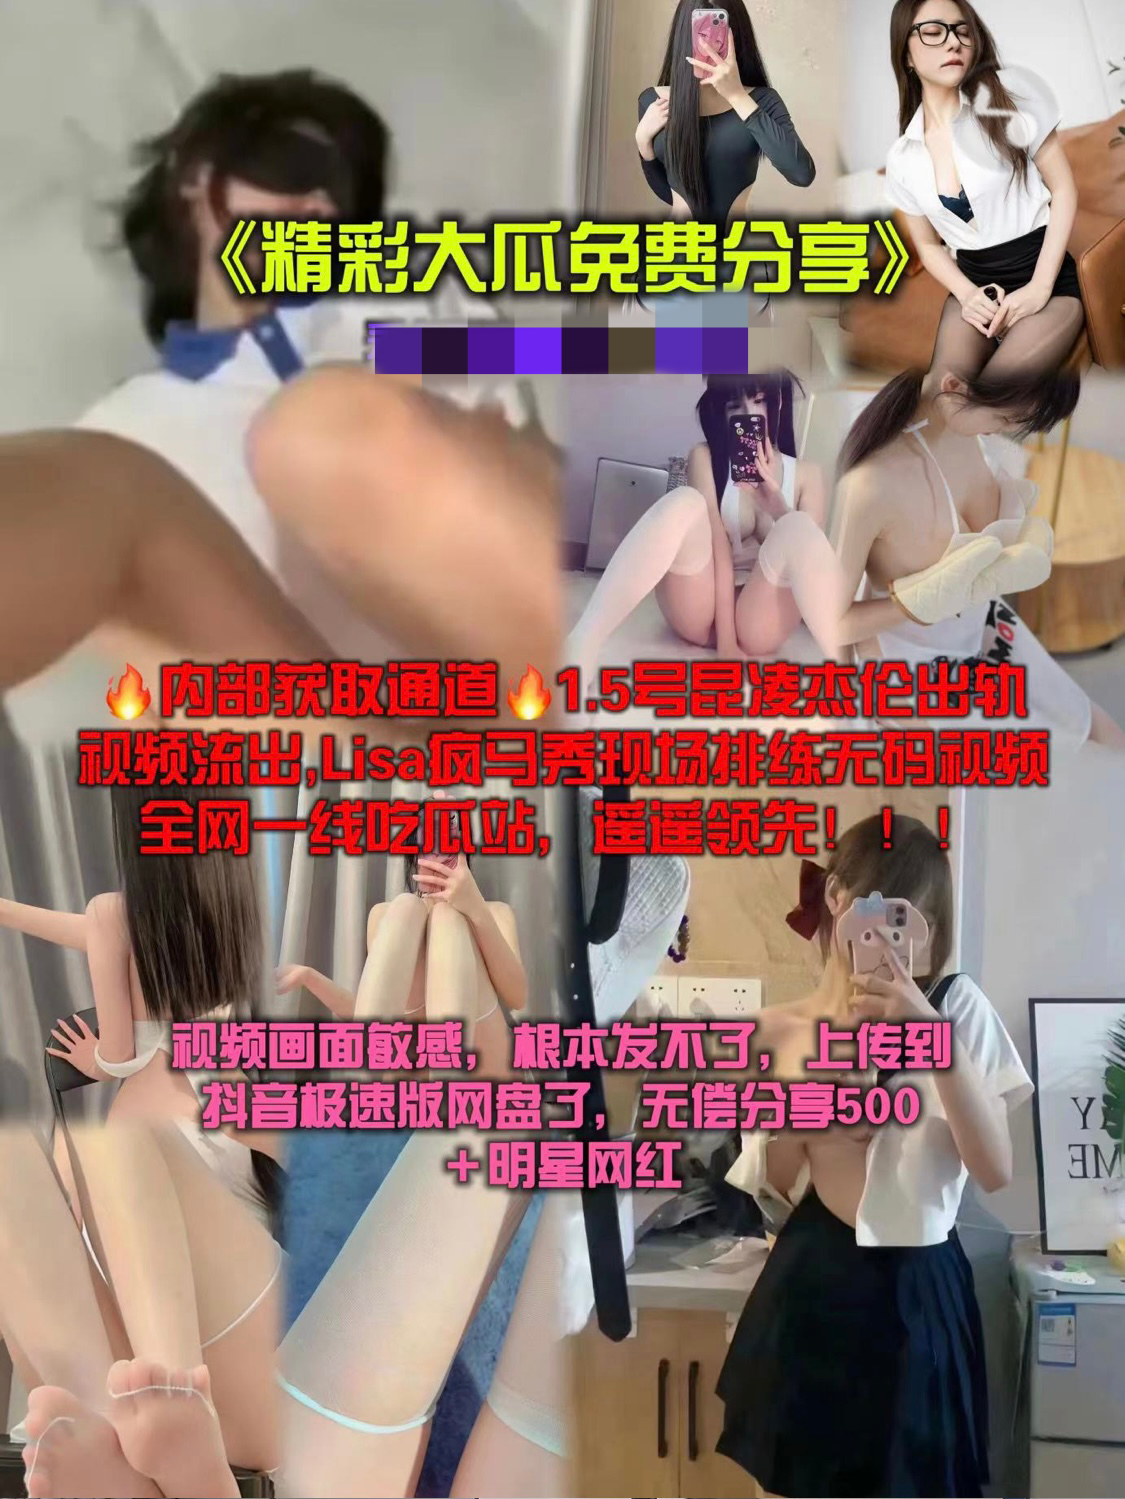 《精彩大瓜免费分享》
🔥内部获取通道🔥1.5号昆凌杰伦出轨
视频流出,Lisa疯马秀现场排练无码视频
全网一线吃瓜站，遥遥领先！！！
视频画面敏感，根本发不了，上传到
抖音极速版网盘了，无偿分享500
+明星网红